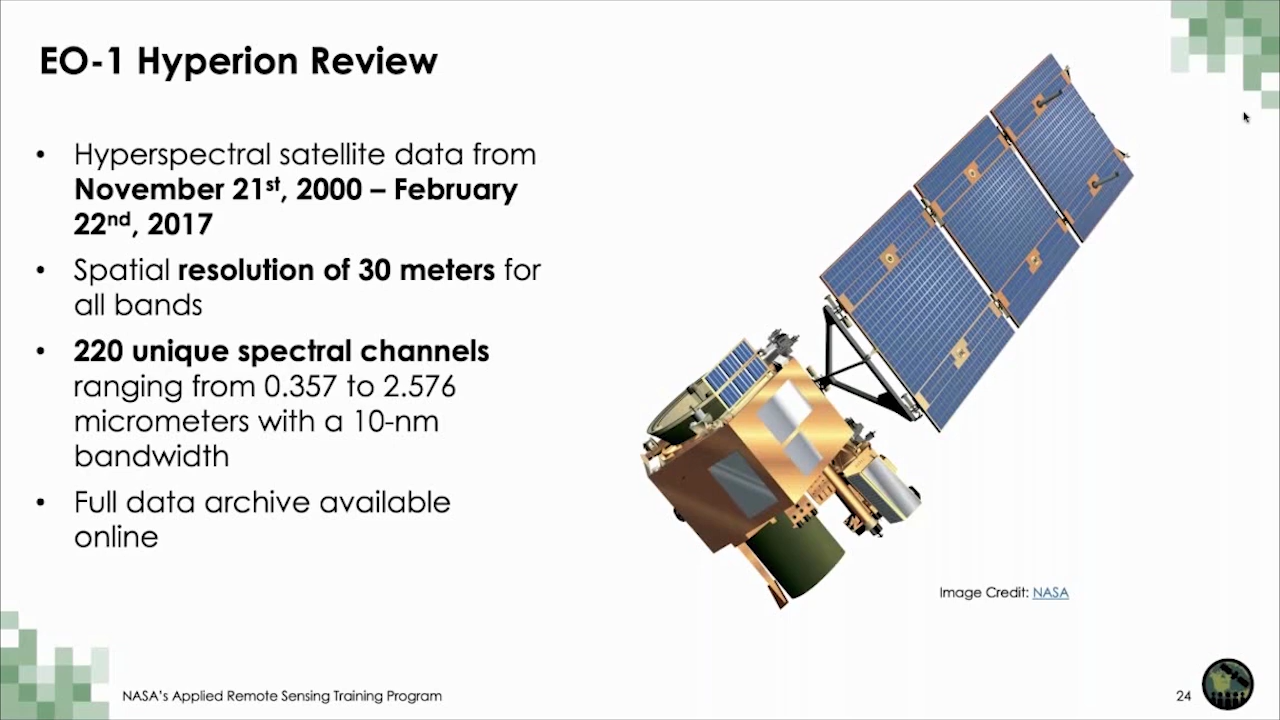 EO-1 Hyperion Review
• Hyperspectral satellite data from
November 21st, 2000 – February
22nd, 2017
• Spatial resolution of 30 meters for
all bands
• 220 unique spectral channels
ranging from 0.357 to 2.576
micrometers with a 10-nm
bandwidth
• Full data archive available
online
Image Credit: NASA
NASA's Applied Remote Sensing Training Program
24